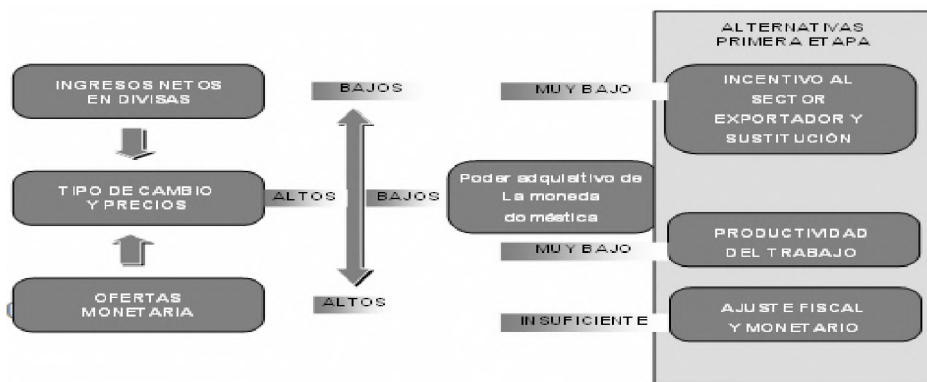 ALTERNATIVAS
PRIMERA ETAPA
INGRESOS NETOS
EN DIVISAS
BAJOS
MUY BAJO
INCENTIVO AL
SECTOR
EXPORTADOR Y
SUSTITUCIÓN
TIPO DE CAMBIO
Y PRECIOS
ALTOS
BAJOS
Poder adquisitivo de
La moneda
doméstica
MUY BAJO
PRODUCTIVIDAD
DEL TRABAJO
OFERTAS
MONETARIA
ALTOS
INSUFICIENTE
AJUSTE FISCAL
Y MONETARIO